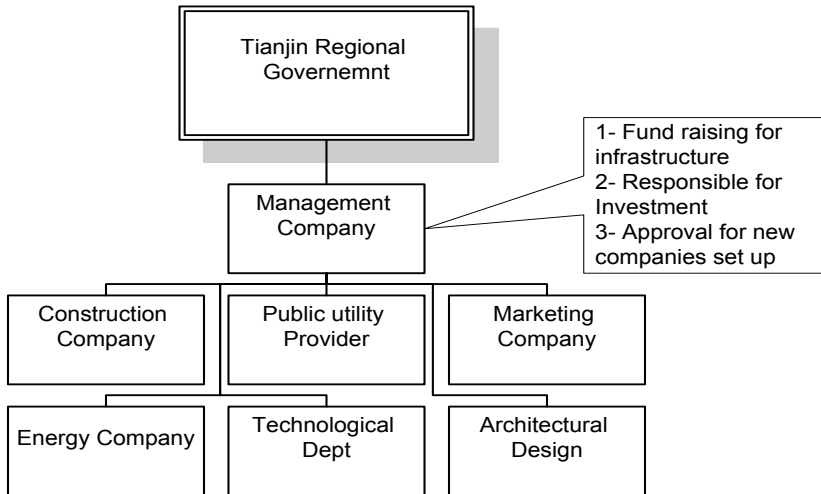 Tianjin Regional
Governemnt
1- Fund raising for
infrastructure
2- Responsible for
Investment
3- Approval for new
companies set up
Management
Company
Construction
Company
Public utility
Provider
Marketing
Company
Energy Company
Technological
Dept
Architectural
Design